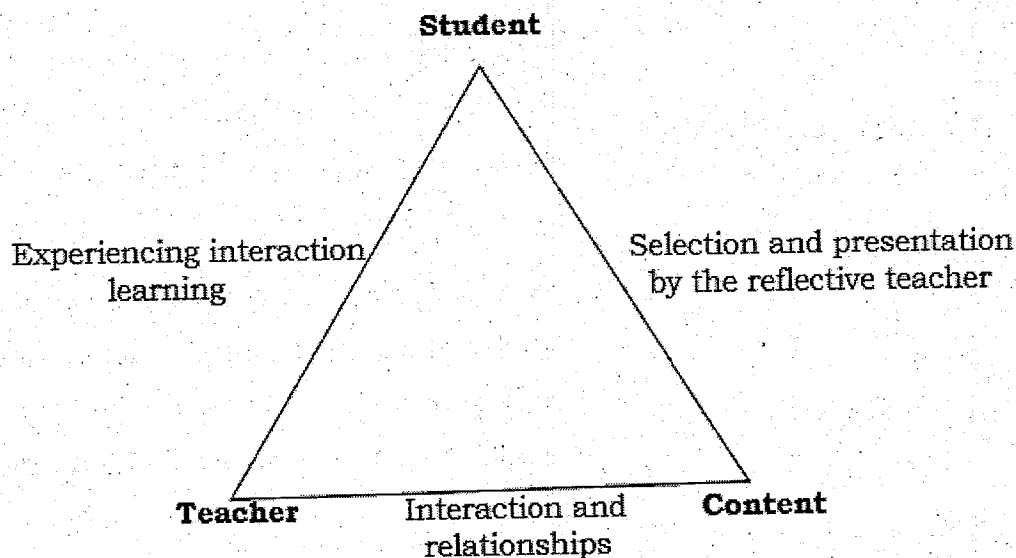 Student
Experiencing interaction
learning
Selection and presentation
by the reflective teacher
Teacher
Interaction and
relationships
Content